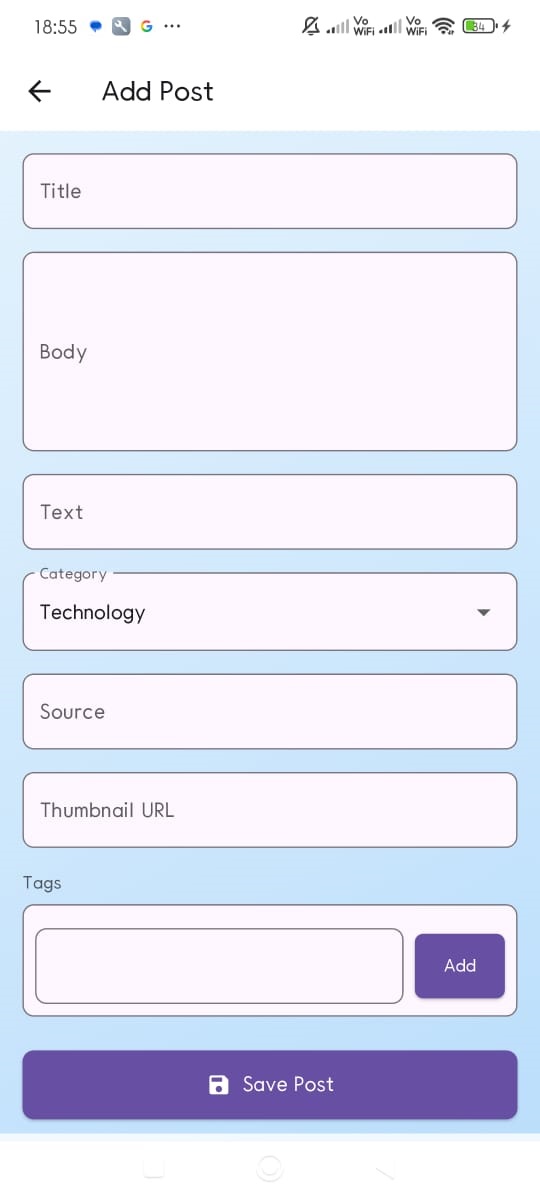 18:55
Vo
WiFi
Vo
WiFi
34
Add Post
Title
Body
Text
Category
Technology
Source
Thumbnail URL
Tags
Add
Save Post